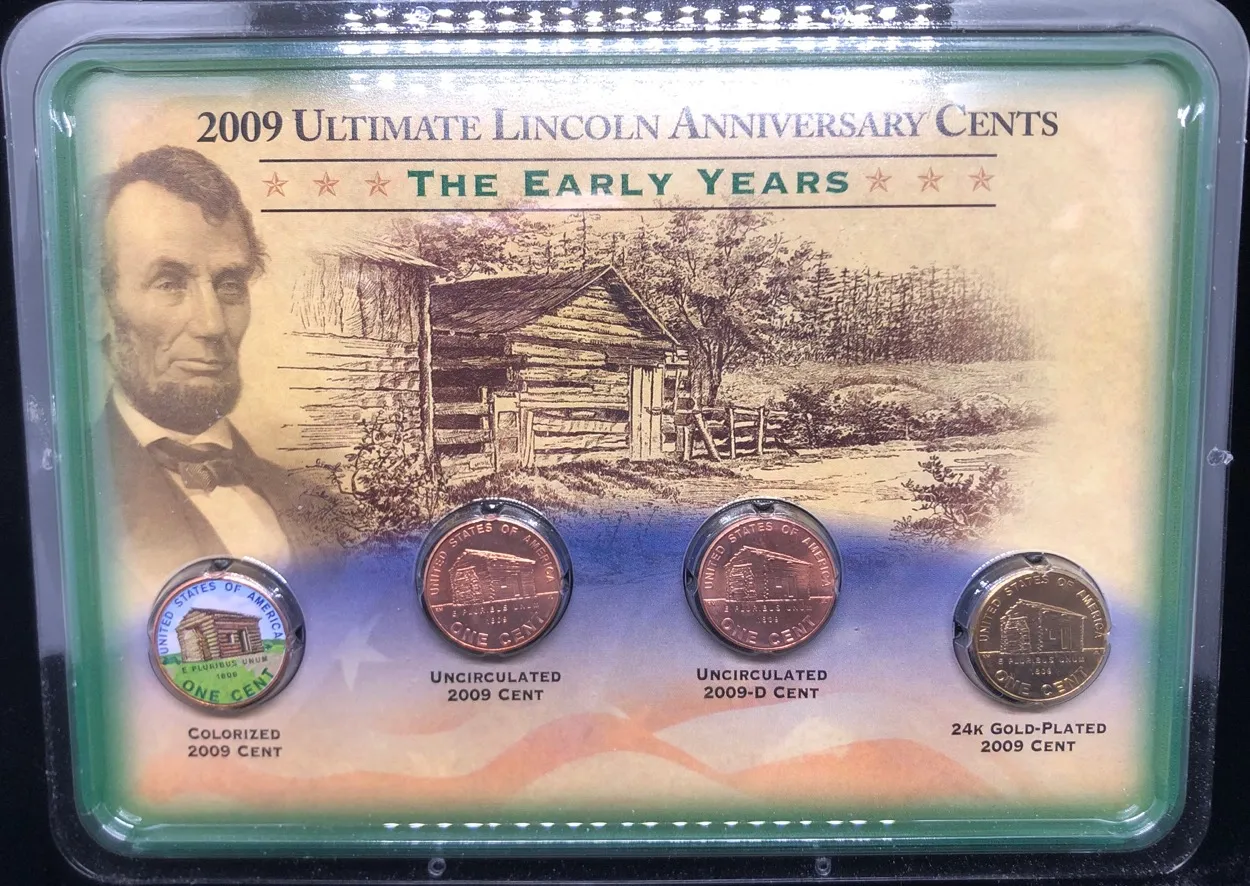 2009 Ultimate Lincoln Anniversary Cents
The Early Years
UNITED STATES OF AMERICA
E PLURIBUS UNUM
1809
ONE CENT
Colorized
2009 Cent
UNITED STATES OF AMERICA
E PLURIBUS UNUM
1809
ONE CENT
Uncirculated
2009 Cent
UNITED STATES OF AMERICA
E PLURIBUS UNUM
1809
ONE CENT
Uncirculated
2009-D Cent
UNITED STATES OF AMERICA
E PLURIBUS UNUM
1809
ONE CENT
24k Gold-Plated
2009 Cent